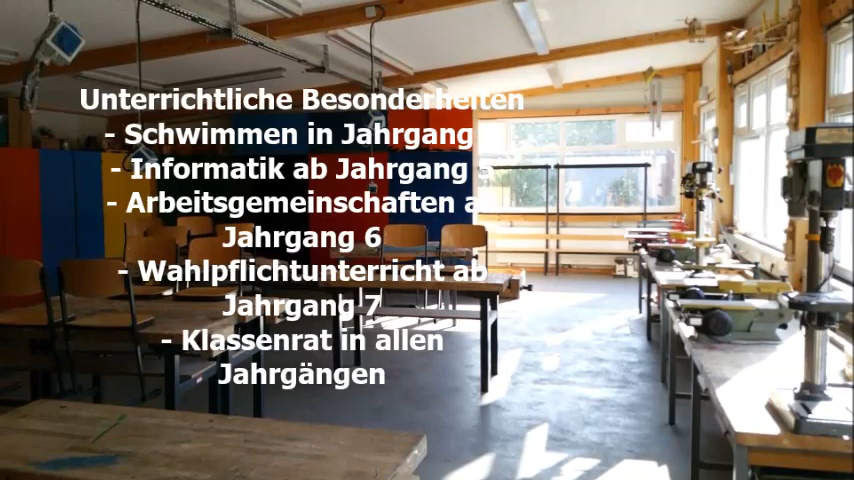 Unterrichtliche Besonderheiten
- Schwimmen in Jahrgang
- Informatik ab Jahrgang
- Arbeitsgemeinschaften
Jahrgang 6
- Wahlpflichtunterricht ab
Jahrgang 7
- Klassenrat in allen
Jahrgängen